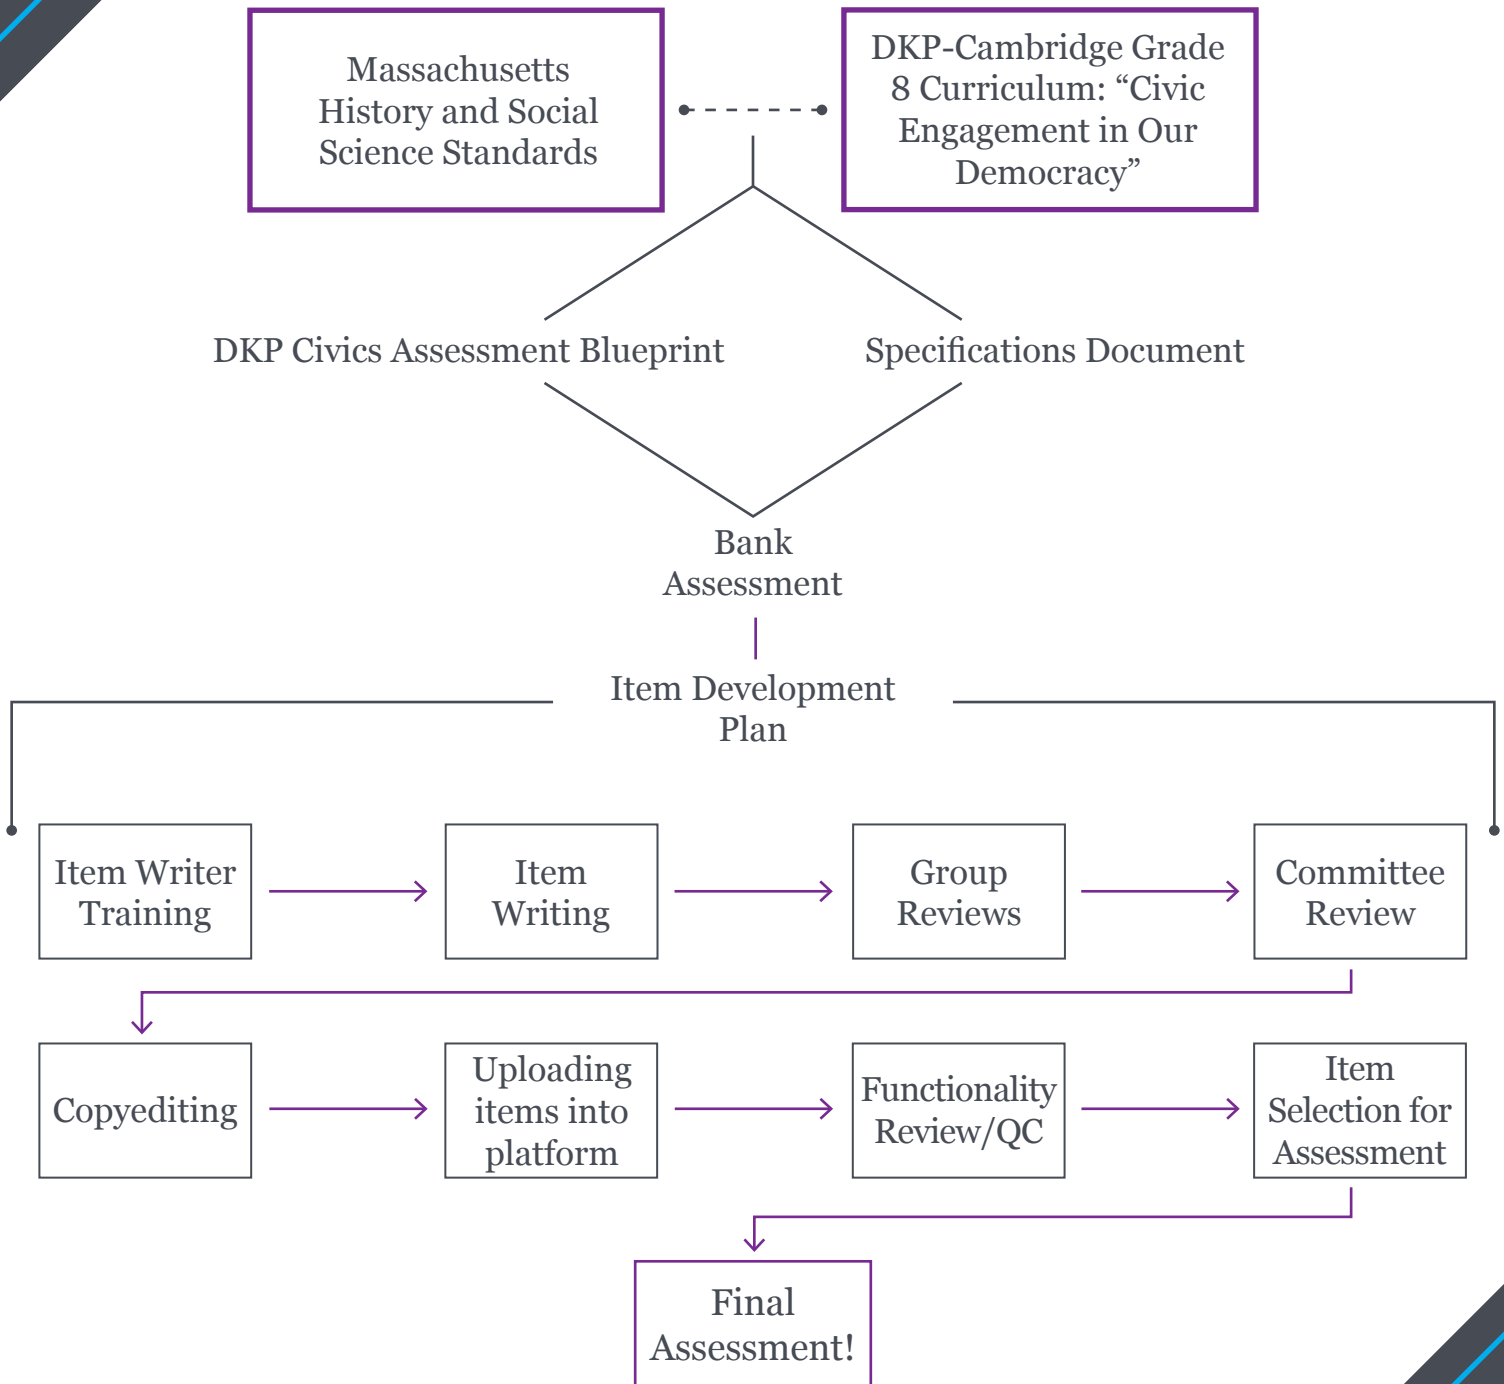 Massachusetts
History and Social
Science Standards
DKP-Cambridge Grade
8 Curriculum: “Civic
Engagement in Our
Democracy”
DKP Civics Assessment Blueprint
Specifications Document
Bank
Assessment
Item Development
Plan
Item Writer
Training
Item
Writing
Group
Reviews
Committee
Review
Copyediting
Uploading
items into
platform
Functionality
Review/QC
Item
Selection for
Assessment
Final
Assessment!